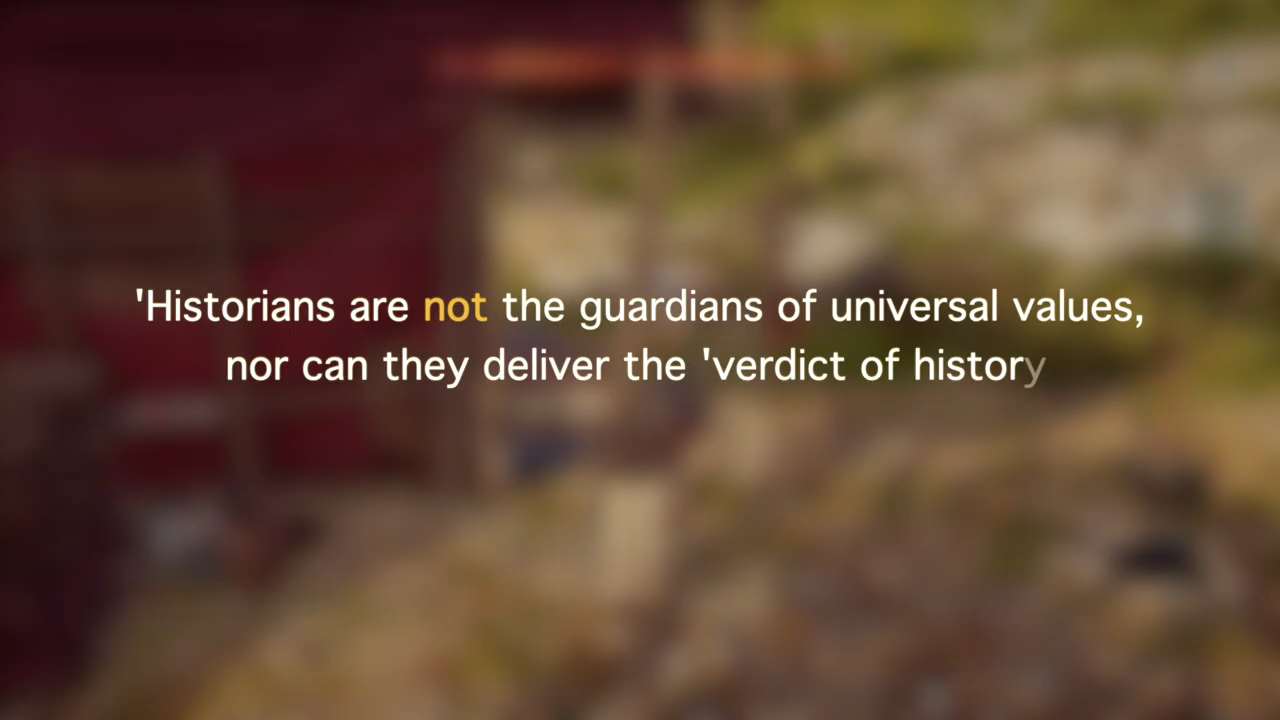 'Historians are not the guardians of universal values,
nor can they deliver the 'verdict of history